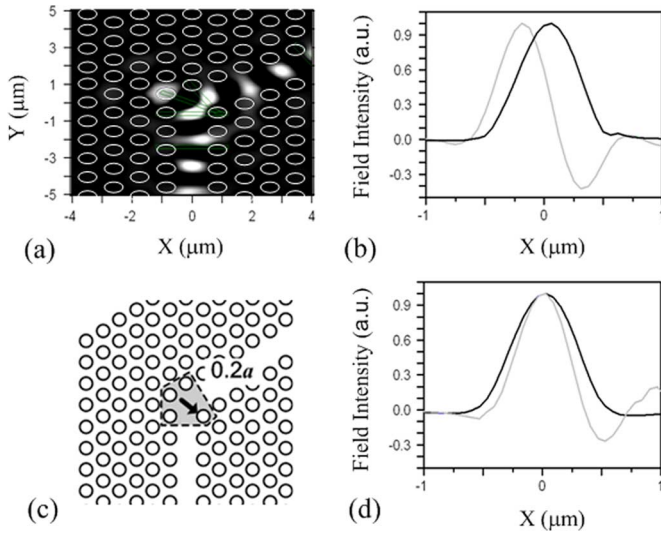 5
3
1
-1
-3
-5
Y (μm)
-4
-2
0
2
4
X (μm)
(a)
0.9
0.6
0.3
0.0
-0.3
Field Intensity (a.u.)
-1
0
1
X (μm)
(b)
0.2a
(c)
0.9
0.6
0.3
0.0
-0.3
Field Intensity (a.u.)
-1
0
1
X (μm)
(d)